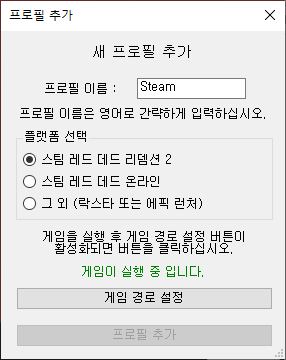 프로필 추가
새 프로필 추가
프로필 이름 : Steam
프로필 이름은 영어로 간략하게 입력하십시오.
플랫폼 선택
스팀 레드 데드 리뎀션 2
스팀 레드 데드 온라인
그 외 (락스타 또는 에픽 런처)
게임을 실행 후 게임 경로 설정 버튼이
활성화되면 버튼을 클릭하십시오.
게임이 실행 중 입니다.
게임 경로 설정
프로필 추가